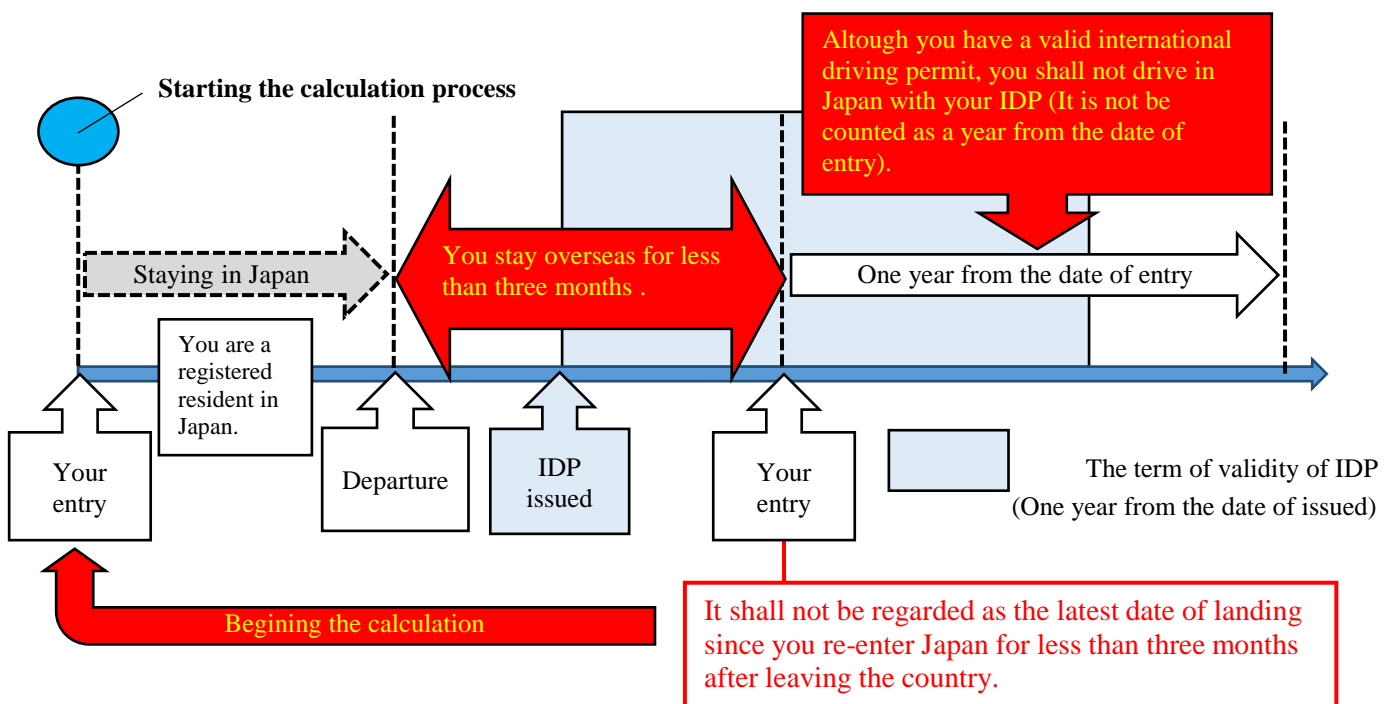 Starting the calculation process
Altough you have a valid international
driving permit, you shall not drive in
Japan with your IDP (It is not be
counted as a year from the date of
entry).
Staying in Japan
You stay overseas for less
than three months .
One year from the date of entry
You are a
registered
resident in
Japan.
Your
entry
Departure
IDP
issued
Your
entry
The term of validity of IDP
(One year from the date of issued)
Begining the calculation
It shall not be regarded as the latest date of landing
since you re-enter Japan for less than three months
after leaving the country.